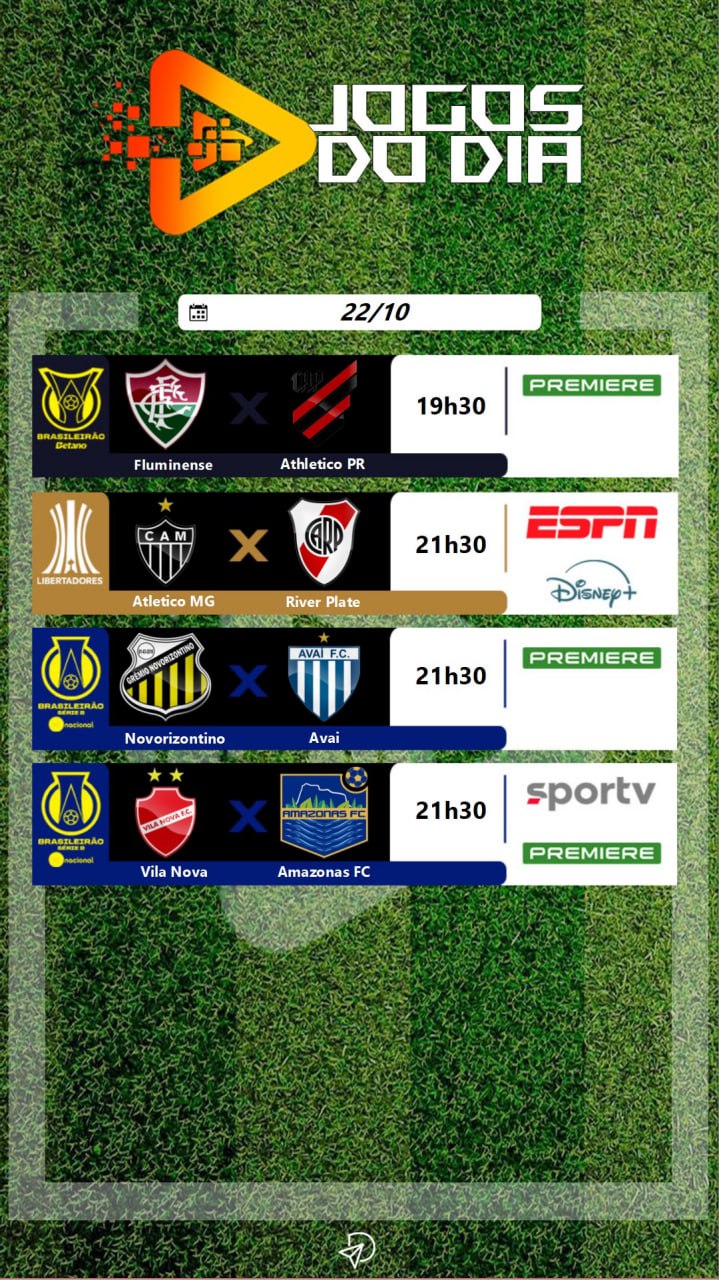 JOGOS
DO DIA
22/10
BRASILEIRÃO
Betano
Fluminense
CAP
Athletico PR
19h30
PREMIERE
LIBERTADORES
CAM
Atletico MG
CARP
River Plate
21h30
ESPN
Disney+
BRASILEIRÃO
SÉRIE B
nacional
GRÊMIO NOVORIZONTINO
Novorizontino
AVAÍ F.C.
Avai
21h30
PREMIERE
BRASILEIRÃO
SÉRIE B
nacional
VILA NOVA F.C.
Vila Nova
AMAZONAS FC
Amazonas FC
21h30
sportv
PREMIERE